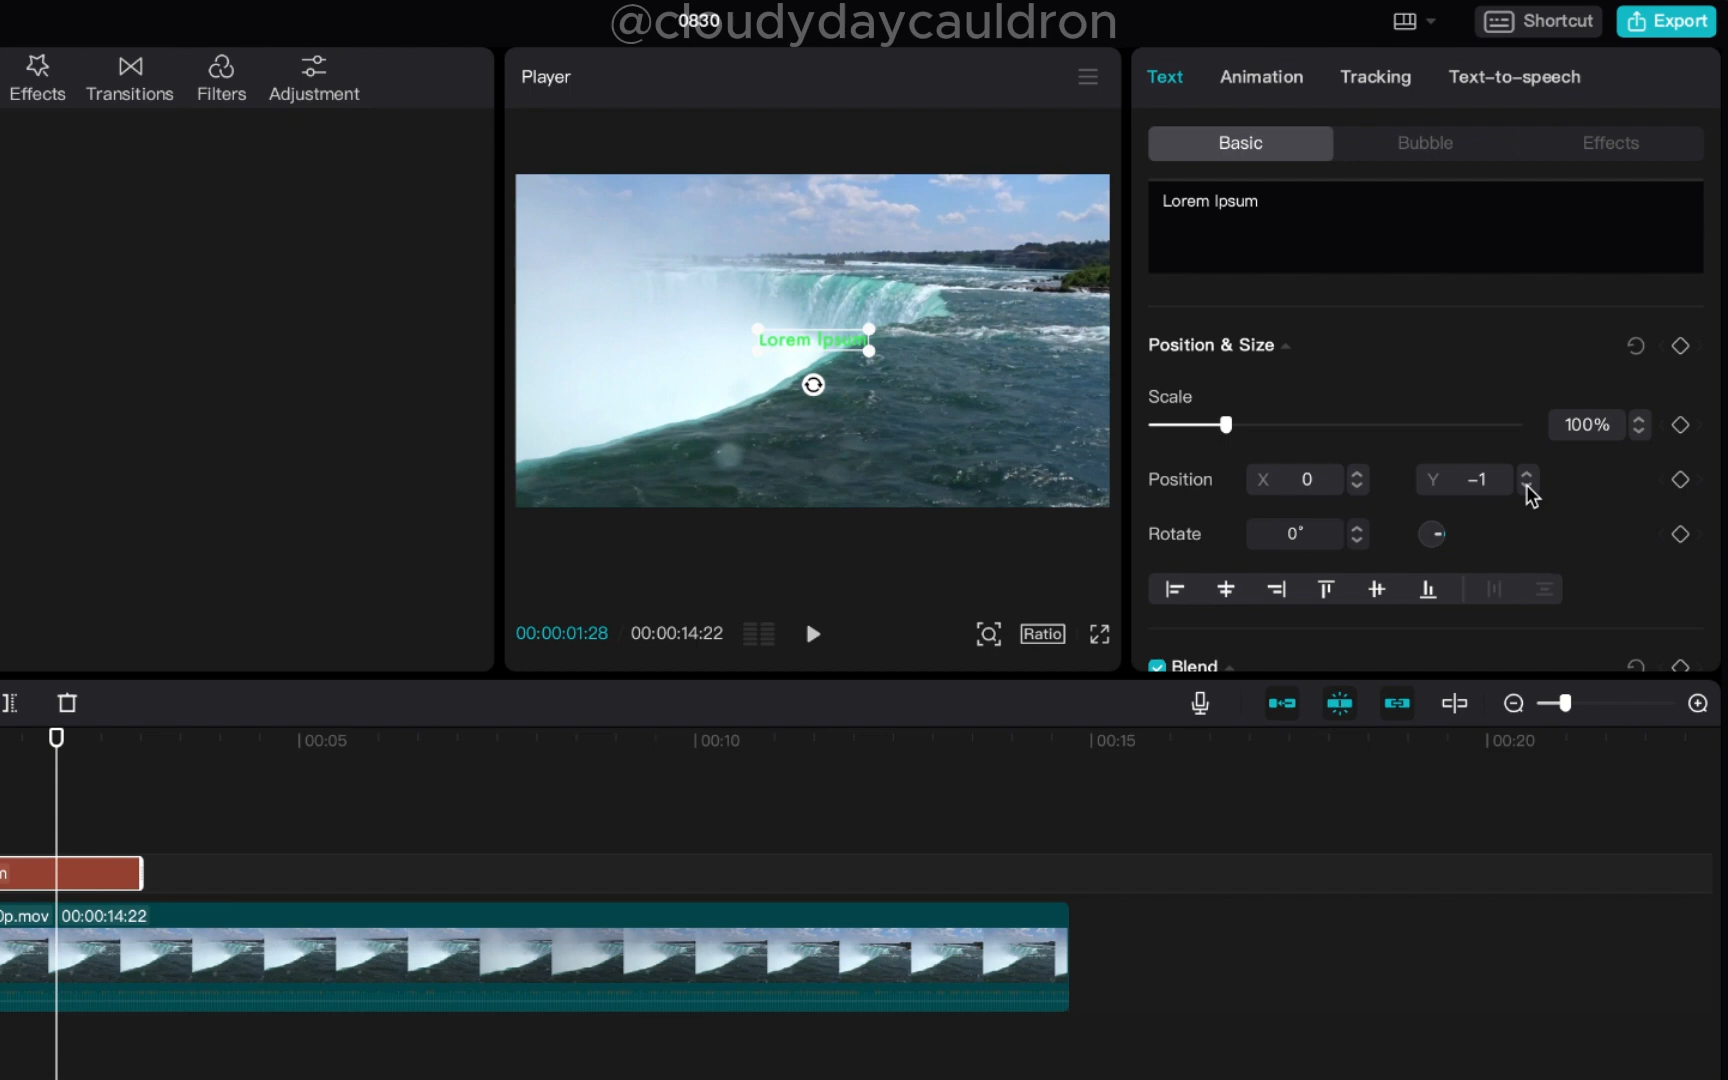 0830
@cloudydaycauldron
Shortcut
Export
Effects
Transitions
Filters
Adjustment
Player
Text
Animation
Tracking
Text-to-speech
Basic
Bubble
Effects
Lorem Ipsum
Lorem Ipsum
Position & Size
Scale
100%
Position
X 0
Y -1
Rotate
0°
00:00:01:28
00:00:14:22
Ratio
Blend
00:05
00:10
00:15
00:20
m
0p.mov 00:00:14:22